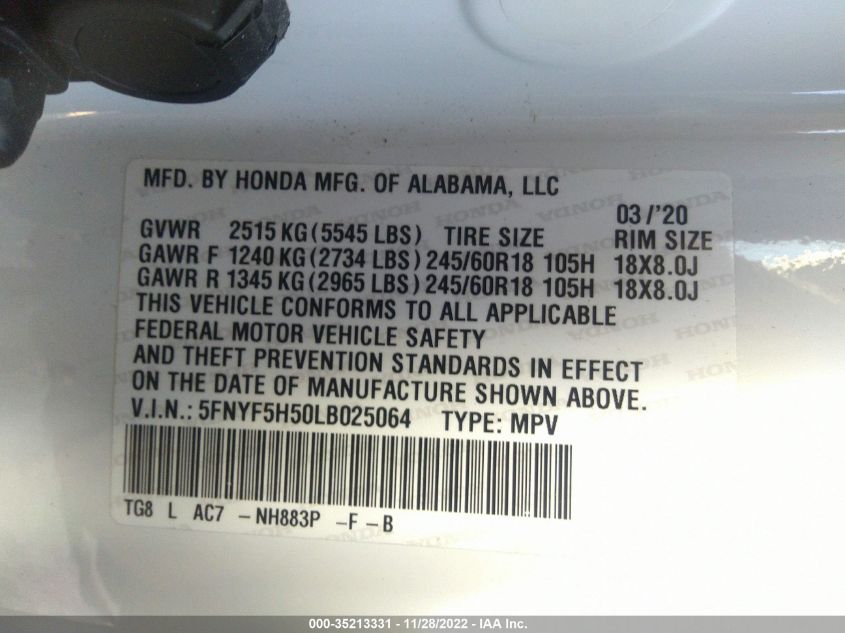 MFD. BY HONDA MFG. OF ALABAMA, LLC
03/'20
GVWR 2515 KG (5545 LBS) TIRE SIZE RIM SIZE
GAWR F 1240 KG (2734 LBS) 245/60R18 105H 18X8.0J
GAWR R 1345 KG (2965 LBS) 245/60R18 105H 18X8.0J
THIS VEHICLE CONFORMS TO ALL APPLICABLE
FEDERAL MOTOR VEHICLE SAFETY
AND THEFT PREVENTION STANDARDS IN EFFECT
ON THE DATE OF MANUFACTURE SHOWN ABOVE.
V.I.N.: 5FNYF5H50LB025064 TYPE: MPV
TG8 L AC7 -NH883P -F-B
000-35213331 - 11/28/2022 - IAA Inc.